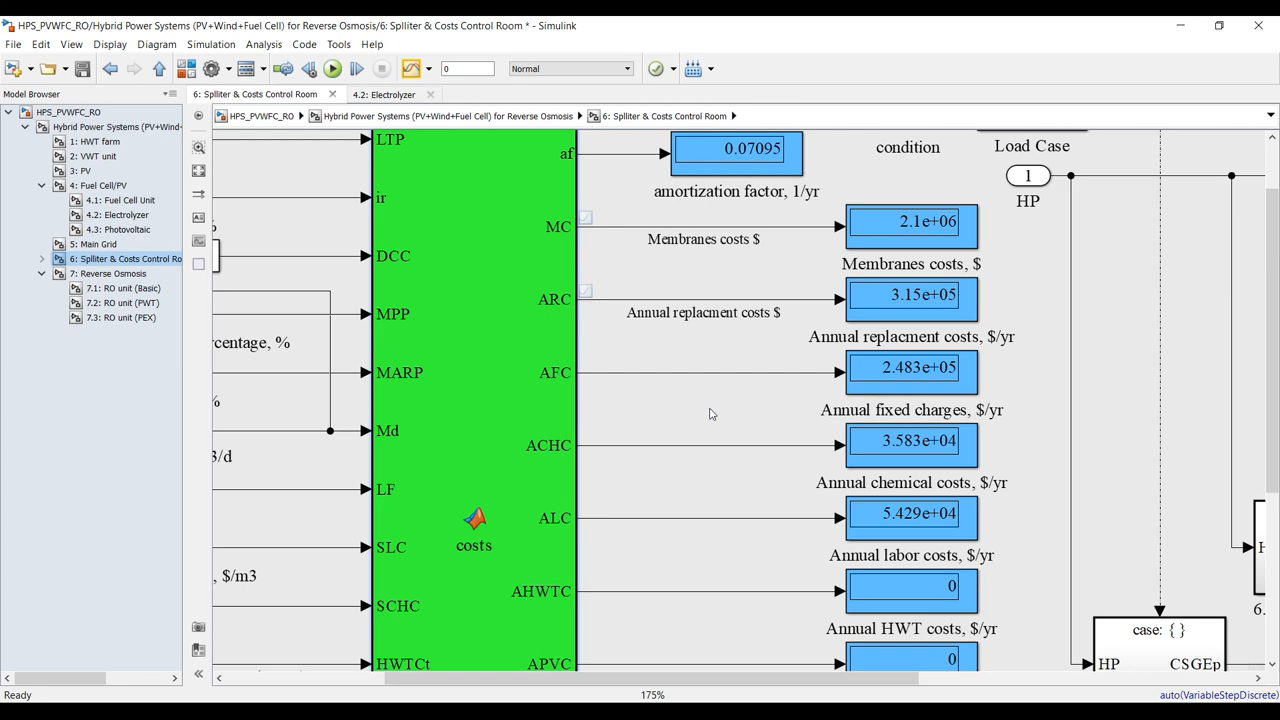 HPS_PVWFC_RO/Hybrid Power Systems (PV+Wind+Fuel Cell) for Reverse Osmosis/6: Splliter & Costs Control Room * - Simulink
File Edit View Display Diagram Simulation Analysis Code Tools Help
0 Normal
Model Browser
6: Splliter & Costs Control Room
4.2: Electrolyzer
HPS_PVWFC_RO
Hybrid Power Systems (PV+Wind+Fuel Cell) for Reverse Osmosis
6: Splliter & Costs Control Room
HPS_PVWFC_RO
Hybrid Power Systems (PV+Wind-
1: HWT farm
2: VWT unit
3: PV
4: Fuel Cell/PV
4.1: Fuel Cell Unit
4.2: Electrolyzer
4.3: Photovoltaic
5: Main Grid
6: Splliter & Costs Control Ro
7: Reverse Osmosis
7.1: RO unit (Basic)
7.2: RO unit (PWT)
7.3: RO unit (PEX)
rcentage, %
%
3/d
, $/m3
LTP
ir
DCC
MPP
MARP
Md
LF
SLC
SCHC
HWTCt
costs
af
MC
ARC
AFC
ACHC
ALC
AHWTC
APVC
0.07095
amortization factor, 1/yr
Membranes costs $
2.1e+06
Membranes costs, $
Annual replacment costs $
3.15e+05
Annual replacment costs, $/yr
2.483e+05
Annual fixed charges, $/yr
3.583e+04
Annual chemical costs, $/yr
5.429e+04
Annual labor costs, $/yr
0
Annual HWT costs, $/yr
0
condition
Load Case
1
HP
case: { }
HP CSGEp
6.
Ready
175%
auto(VariableStepDiscrete)